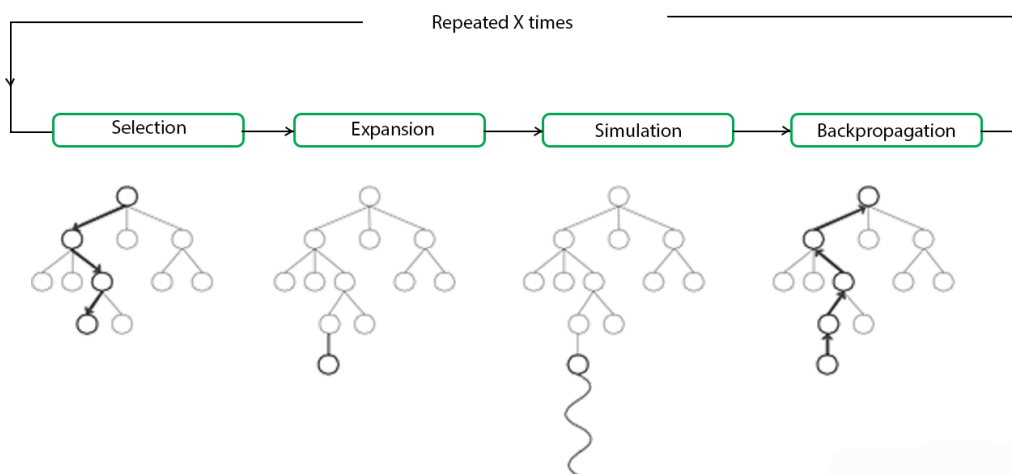 Repeated X times
Selection
Expansion
Simulation
Backpropagation